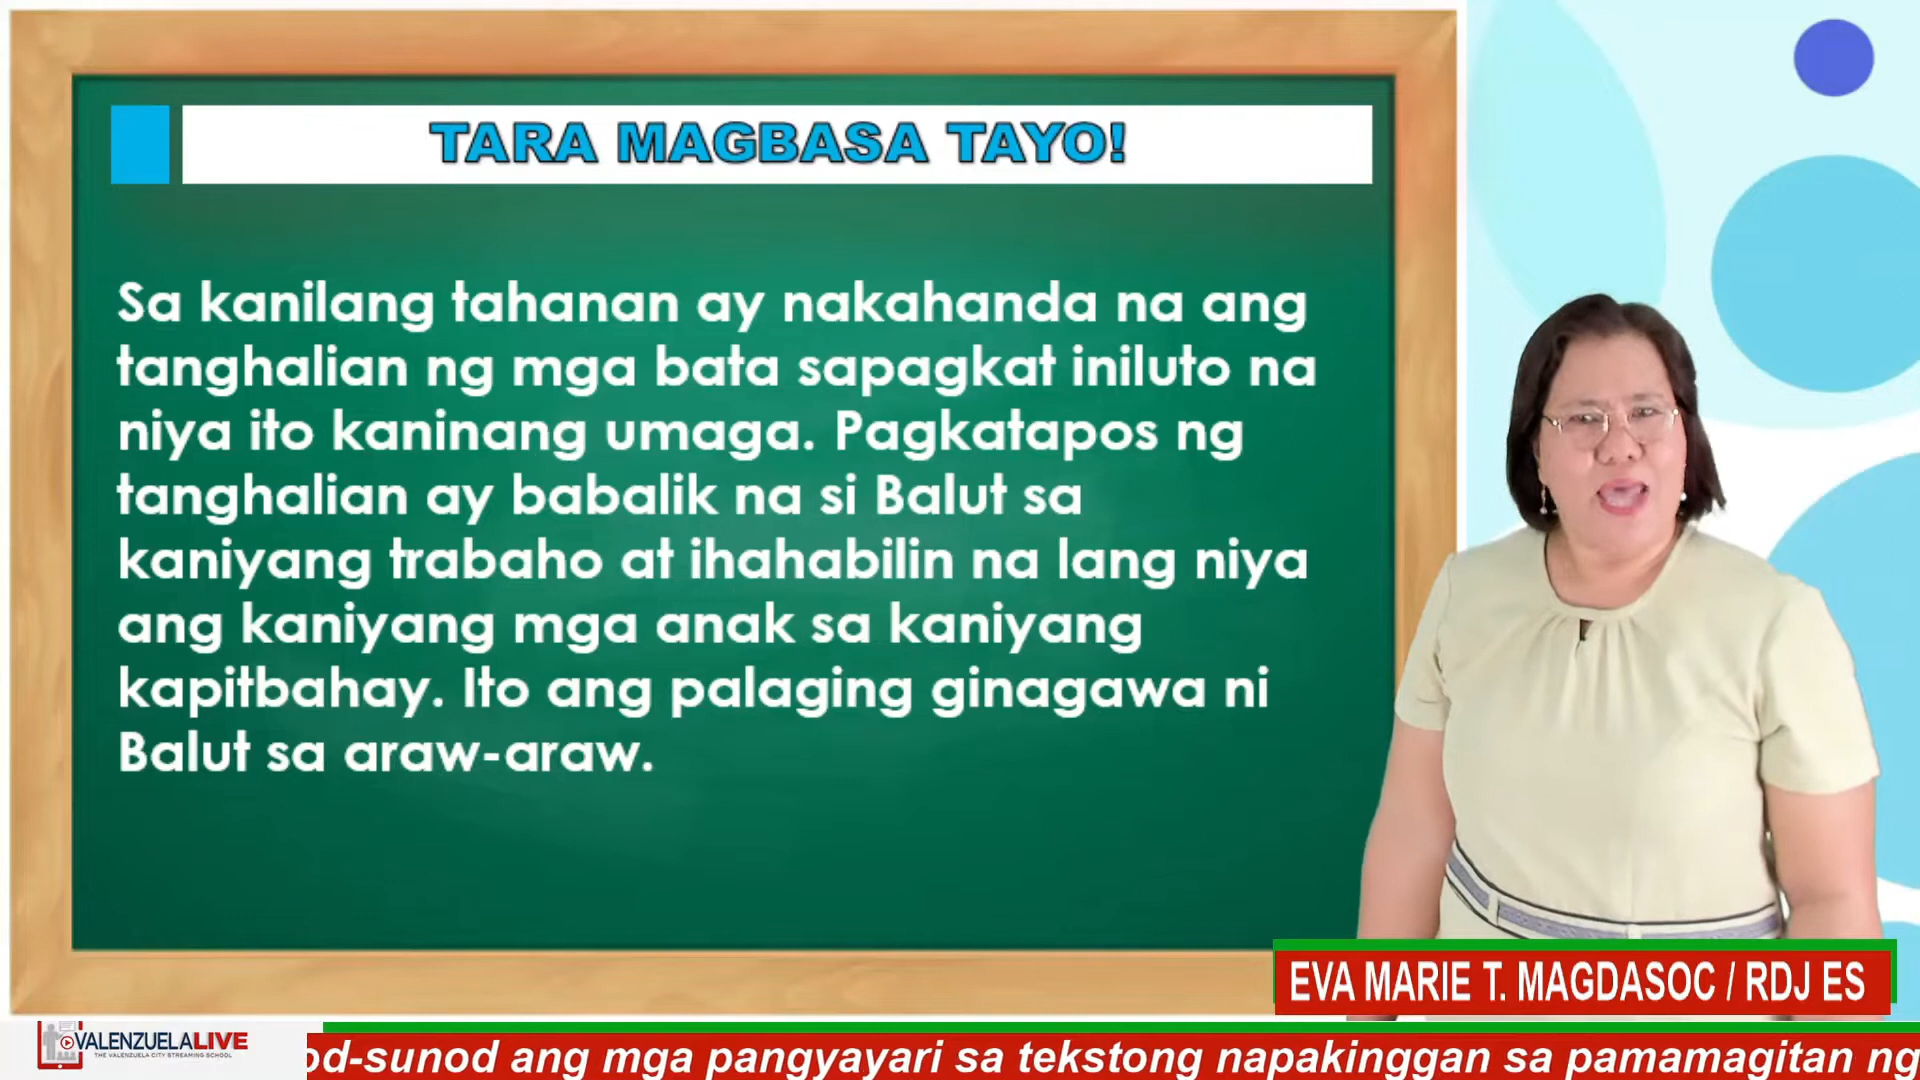 TARA MAGBASA TAYO!
Sa kanilang tahanan ay nakahanda na ang
tanghalian ng mga bata sapagkat iniluto na
niya ito kaninang umaga. Pagkatapos ng
tanghalian ay babalik na si Balut sa
kaniyang trabaho at ihahabilin na lang niya
ang kaniyang mga anak sa kaniyang
kapitbahay. Ito ang palaging ginagawa ni
Balut sa araw-araw.
EVA MARIE T. MAGDASOC / RDJ ES
VALENZUELALIVE
THE VALENZUELA CITY STREAMING SCHOOL
od-sunod ang mga pangyayari sa tekstong napakinggan sa pamamagitan ng